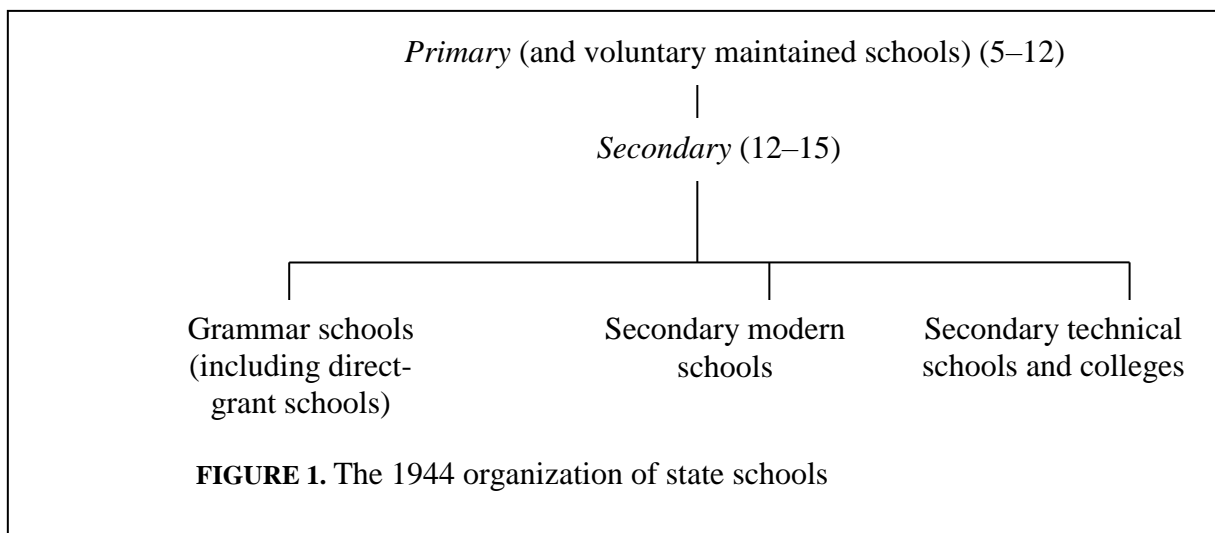 Primary (and voluntary maintained schools) (5–12)
Secondary (12–15)
Grammar schools
(including direct-
grant schools)
Secondary modern
schools
Secondary technical
schools and colleges
FIGURE 1. The 1944 organization of state schools